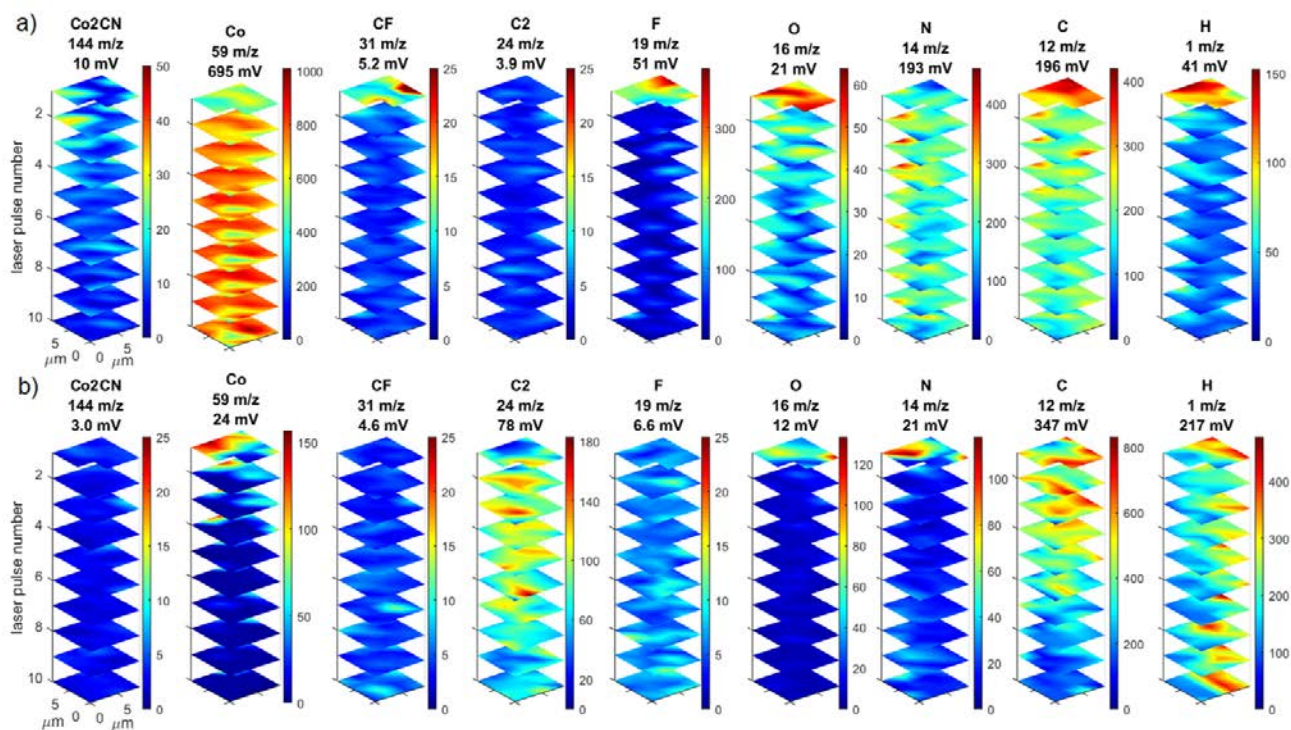 a)
Co2CN
144 m/z
10 mV
Co
59 m/z
695 mV
CF
31 m/z
5.2 mV
C2
24 m/z
3.9 mV
F
19 m/z
51 mV
O
16 m/z
21 mV
N
14 m/z
193 mV
C
12 m/z
196 mV
H
1 m/z
41 mV
laser pulse number
2
4
6
8
10
5
μm
0
0
5
50
40
30
20
10
0
1000
800
600
400
200
0
25
20
15
10
5
0
25
20
15
10
5
0
300
200
100
0
60
50
40
30
20
10
0
400
300
200
100
400
300
200
100
0
150
100
50
0
b)
Co2CN
144 m/z
3.0 mV
Co
59 m/z
24 mV
CF
31 m/z
4.6 mV
C2
24 m/z
78 mV
F
19 m/z
6.6 mV
O
16 m/z
12 mV
N
14 m/z
21 mV
C
12 m/z
347 mV
H
1 m/z
217 mV
laser pulse number
2
4
6
8
10
5
μm
0
0
5
25
20
15
10
5
0
150
100
50
0
25
20
15
10
5
0
180
160
140
120
100
80
60
40
20
25
20
15
10
5
0
120
100
80
60
40
20
0
100
80
60
40
20
0
800
600
400
200
0
400
300
200
100
0